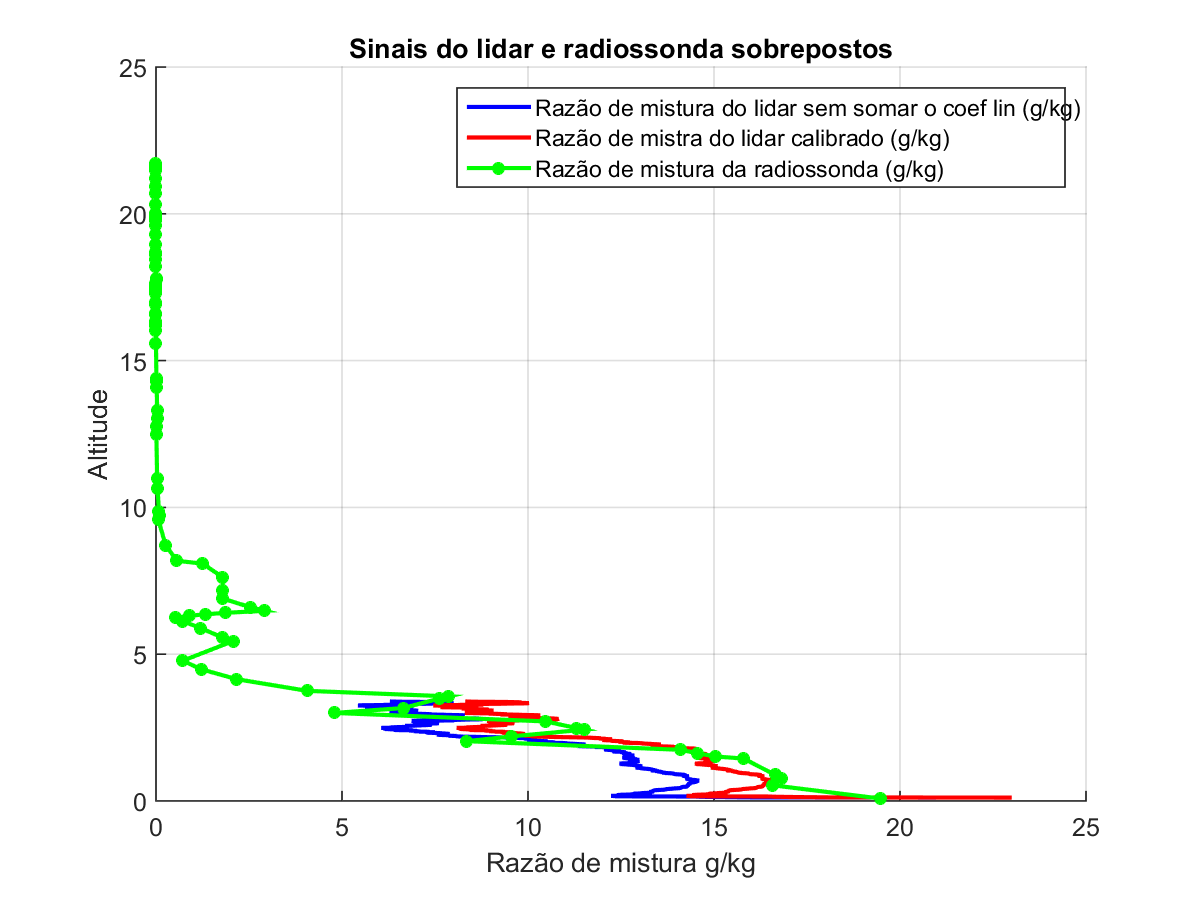 Sinais do lidar e radiossonda sobrepostos
25
Razão de mistura do lidar sem somar o coef lin (g/kg)
Razão de mistra do lidar calibrado (g/kg)
Razão de mistura da radiossonda (g/kg)
20
15
Altitude
10
5
0
0 5 10 15 20 25
Razão de mistura g/kg